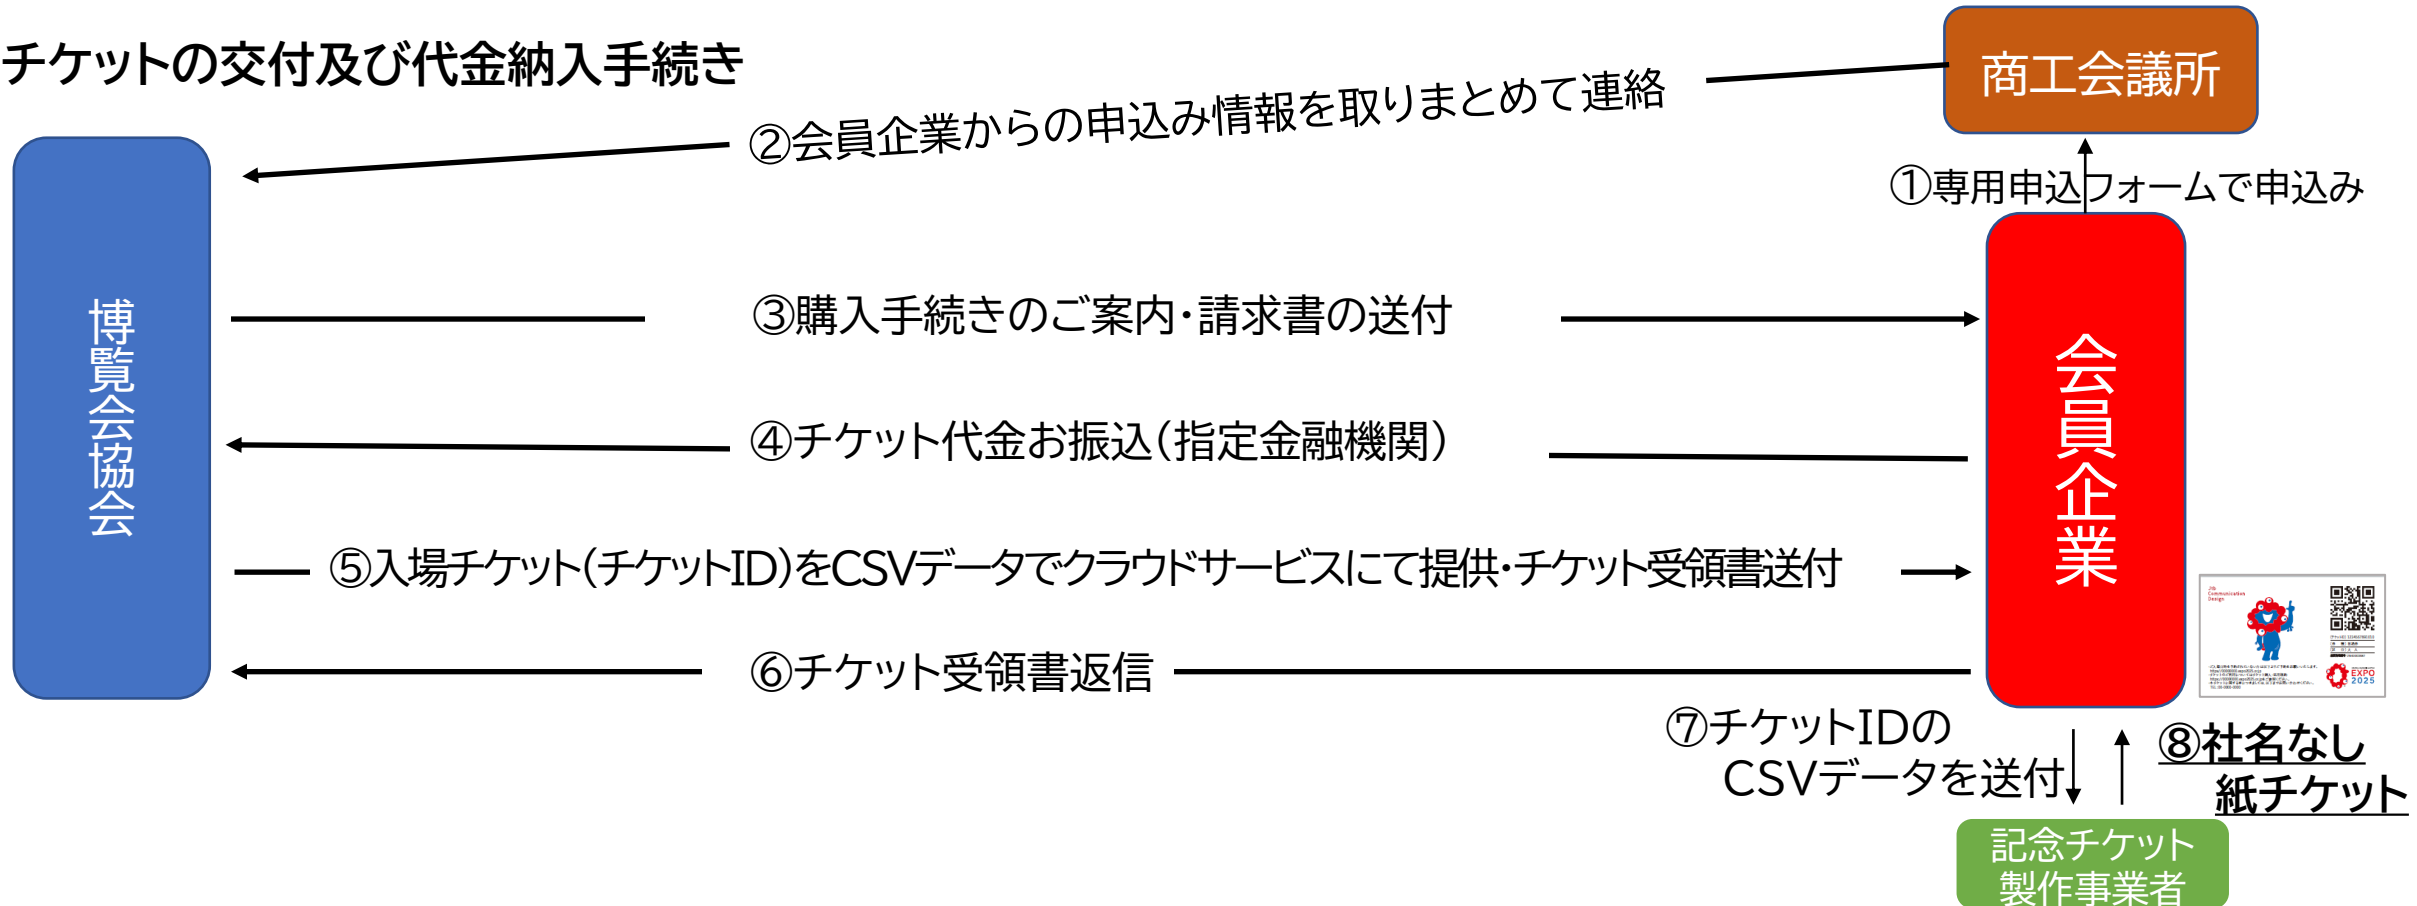 チケットの交付及び代金納入手続き
商工会議所
②会員企業からの申込み情報を取りまとめて連絡
①専用申込フォームで申込み
博覧会協会
③購入手続きのご案内・請求書の送付
会員企業
④チケット代金お振込(指定金融機関)
⑤入場チケット(チケットID)をCSVデータでクラウドサービスにて提供・チケット受領書送付
⑥チケット受領書返信
Job
Communication
Design
EXPO
2025
⑦チケットIDの
CSVデータを送付
⑧社名なし
紙チケット
記念チケット
製作事業者